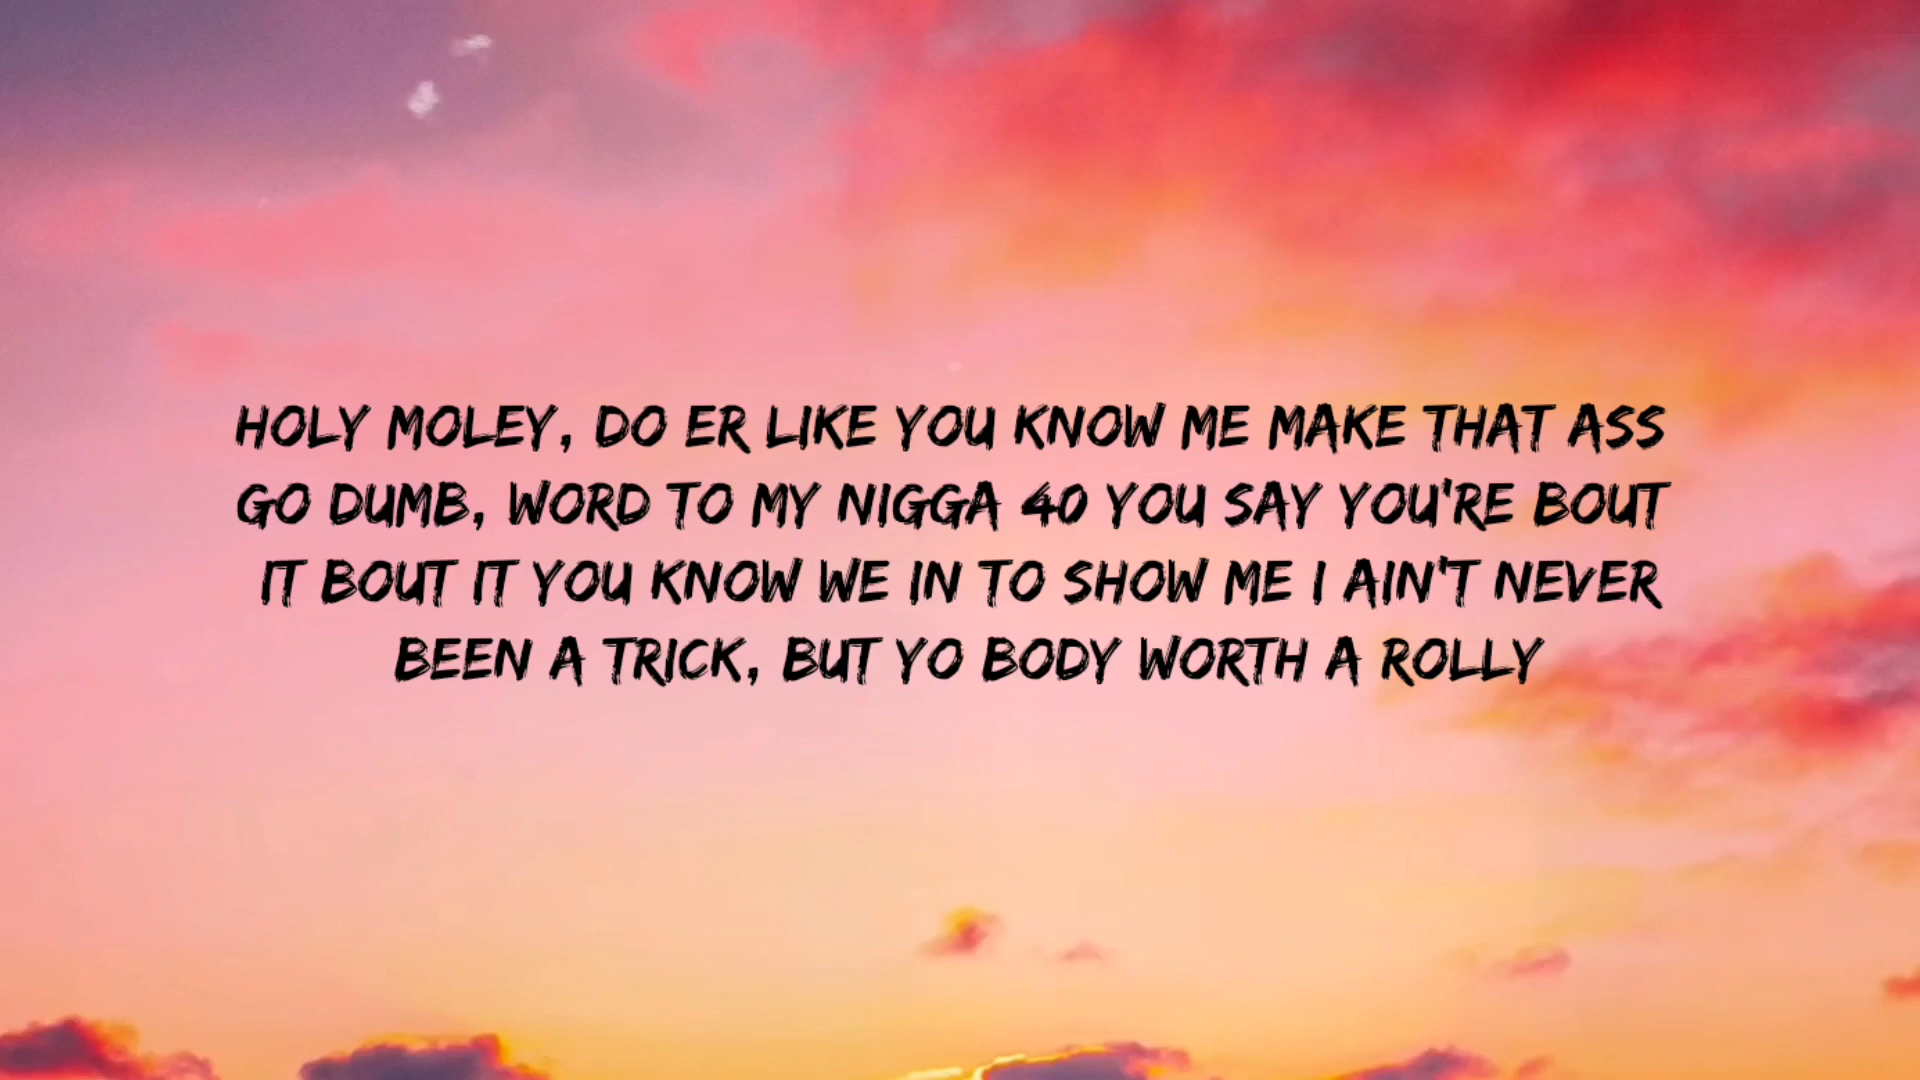 HOLY MOLEY, DO ER LIKE YOU KNOW ME MAKE THAT ASS
GO DUMB, WORD TO MY NIGGA 40 YOU SAY YOU'RE BOUT
IT BOUT IT YOU KNOW WE IN TO SHOW ME I AIN'T NEVER
BEEN A TRICK, BUT YO BODY WORTH A ROLLY